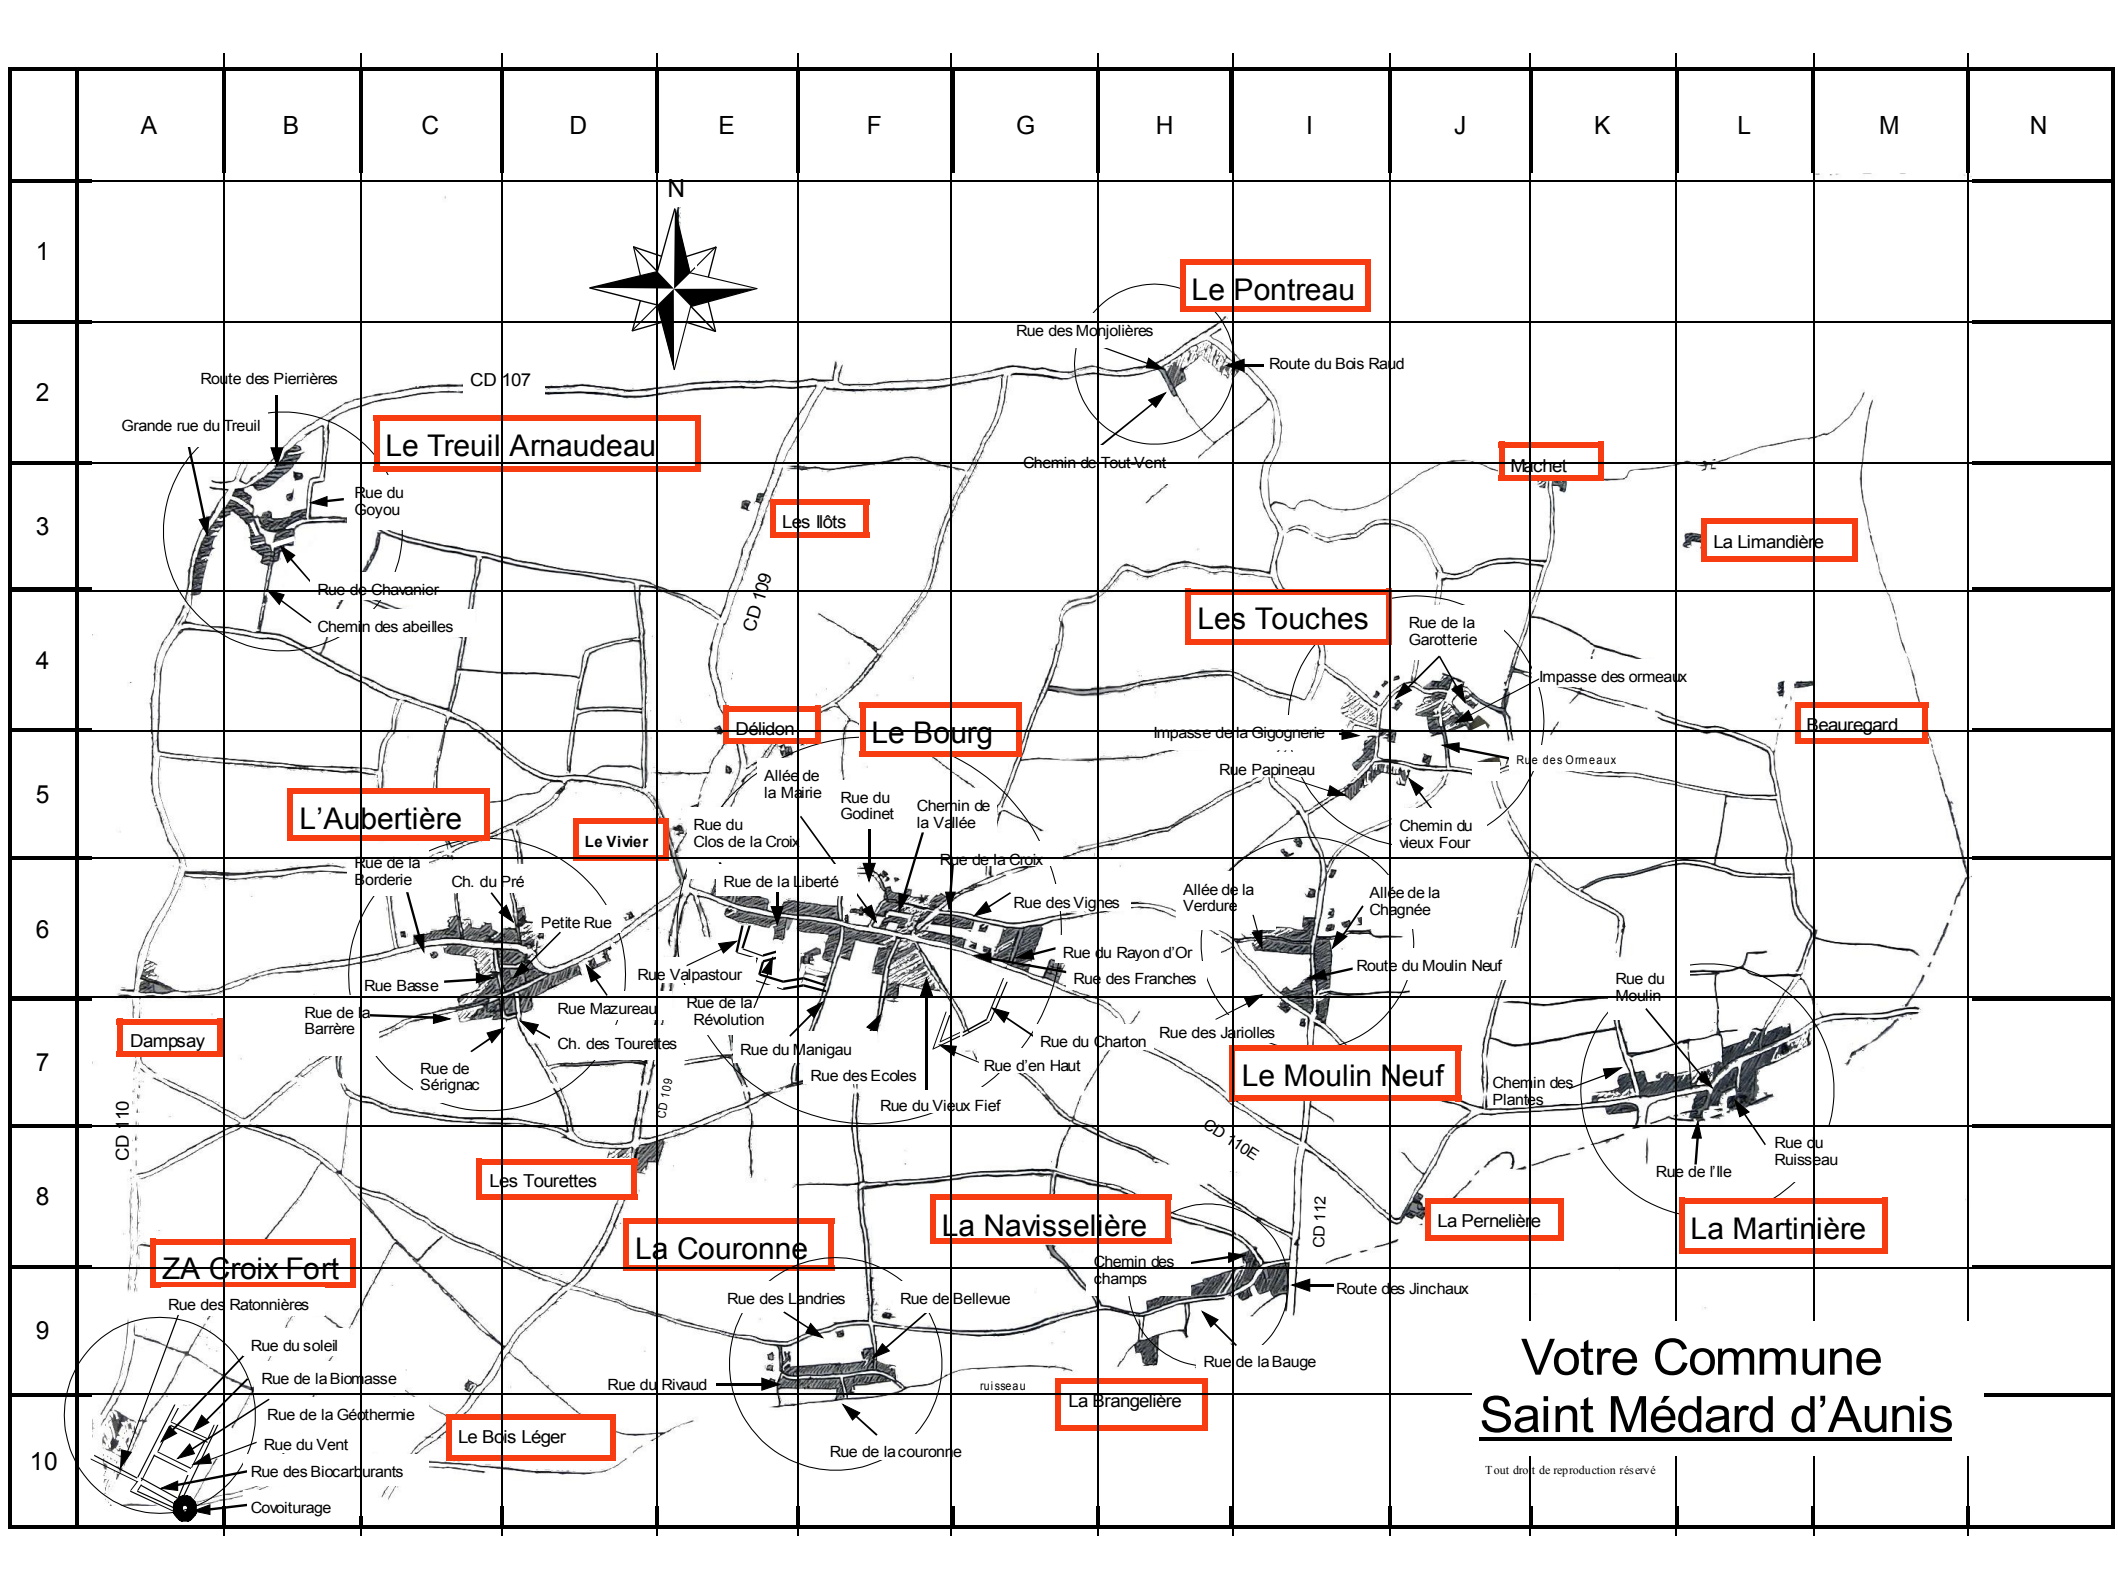 A B C D E F G H I J K L M N
1
2
3
4
5
6
7
8
9
10
N
Le Pontreau
Rue des Monjolières
Route du Bois Raud
Chemin de Tout-Vent
CD 107
Route des Pierrières
Grande rue du Treuil
Le Treuil Arnaudeau
Rue du
Goyou
Rue de Chavanier
Chemin des abeilles
Les Ilôts
CD 109
Machet
La Limandière
Les Touches
Rue de la
Garotterie
Impasse des ormeaux
Impasse de la Gigognerie
Rue des Ormeaux
Rue Papineau
Chemin du
vieux Four
Beauregard
Délidon
Le Bourg
Allée de
la Mairie
Rue du
Godinet
Chemin de
la Vallée
Rue du
Clos de la Croix
Rue de la Croix
Rue de la Liberté
Rue des Vignes
Rue du Rayon d'Or
Rue des Franches
Rue Valpastour
Rue de la
Révolution
Rue du Manigau
Rue des Ecoles
Rue du Vieux Fief
Rue d'en Haut
Rue du Charton
L'Aubertière
Le Vivier
Rue de la
Borderie
Ch. du Pré
Petite Rue
Rue Basse
Rue Mazureau
Rue de la
Barrère
Ch. des Tourettes
Rue de
Sérignac
Dampsay
CD 110
CD 109
Allée de la
Verdure
Allée de la
Chagnée
Route du Moulin Neuf
Rue des Jariolles
Le Moulin Neuf
Rue du
Moulin
Chemin des
Plantes
Rue du
Ruisseau
Rue de l'Ile
La Martinière
CD 110E
CD 112
La Pernelière
Les Tourettes
La Couronne
La Navisselière
Chemin des
champs
Route des Jinchaux
Rue de la Bauge
La Brangelière
ruisseau
Rue des Landries
Rue de Bellevue
Rue du Rivaud
Rue de la couronne
Le Bois Léger
ZA Croix Fort
Rue des Ratonnières
Rue du soleil
Rue de la Biomasse
Rue de la Géothermie
Rue du Vent
Rue des Biocarburants
Covoiturage
Votre Commune
Saint Médard d'Aunis
Tout droit de reproduction réservé